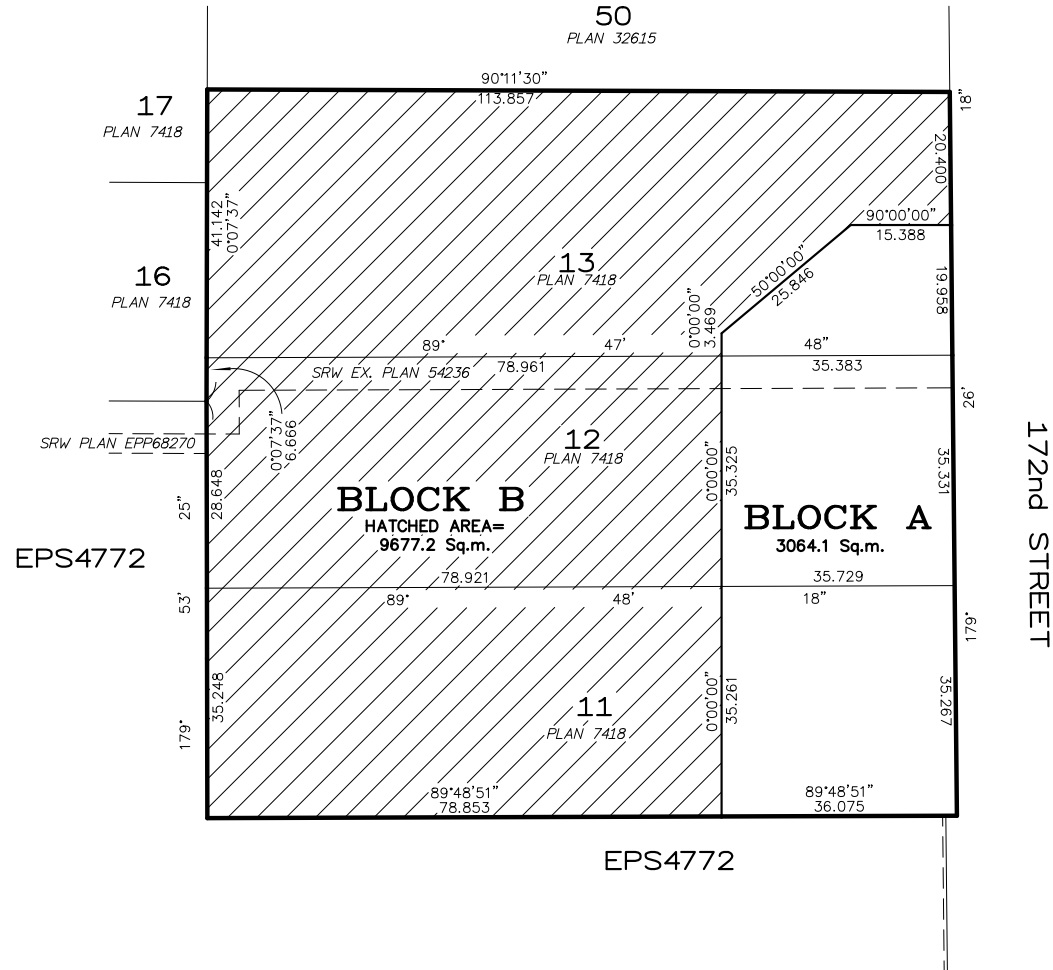 50
PLAN 32615
90°11'30"
113.857
17
PLAN 7418
18"
20.400
41.142
0°07'37"
90°00'00"
15.388
16
PLAN 7418
13
PLAN 7418
50°00'00"
25.846
19.958
0°00'00"
3.469
89° 47' 48"
78.961
35.383
SRW EX. PLAN 54236
26'
SRW PLAN EPP68270
0°07'37"
6.666
12
PLAN 7418
0°00'00"
35.325
35.331
172nd STREET
25"
28.648
BLOCK B
HATCHED AREA=
9677.2 Sq.m.
BLOCK A
3064.1 Sq.m.
EPS4772
78.921
35.729
89° 48' 18"
53'
179°
35.248
179°
11
PLAN 7418
0°00'00"
35.261
35.267
89°48'51"
78.853
89°48'51"
36.075
EPS4772